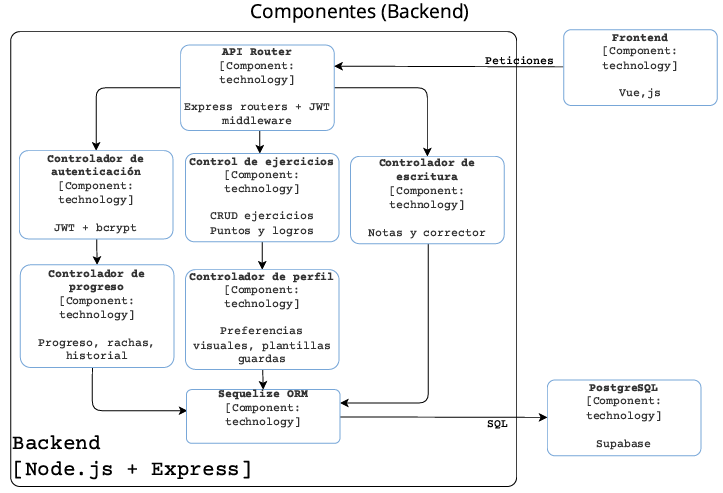 Componentes (Backend)
API Router
[Component:
technology]
Express routers + JWT
middleware
Peticiones
Frontend
[Component:
technology]
Vue,js
Controlador de
autenticación
[Component:
technology]
JWT + bcrypt
Control de ejercicios
[Component:
technology]
CRUD ejercicios
Puntos y logros
Controlador de
escritura
[Component:
technology]
Notas y corrector
Controlador de
progreso
[Component:
technology]
Progreso, rachas,
historial
Controlador de perfil
[Component:
technology]
Preferencias
visuales, plantillas
guardas
Sequelize ORM
[Component:
technology]
SQL
PostgreSQL
[Component:
technology]
Supabase
Backend
[Node.js + Express]